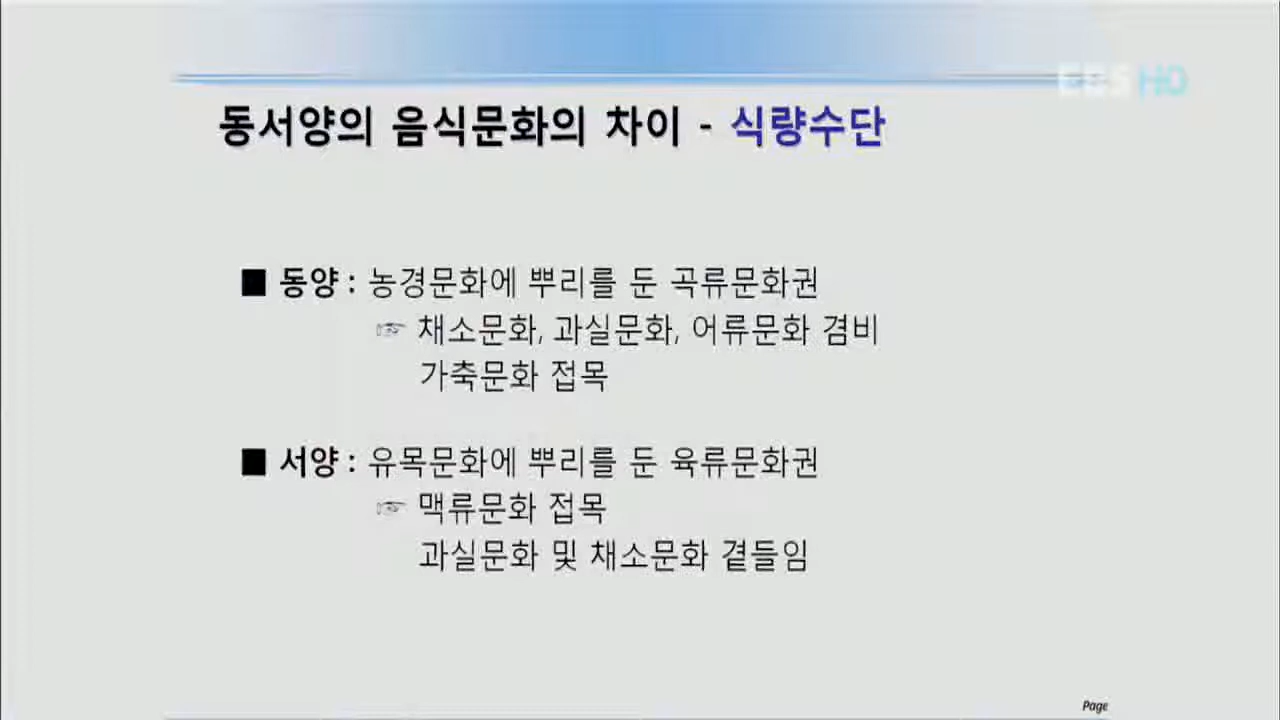 EBS HD
동서양의 음식문화의 차이 - 식량수단
■ 동양 : 농경문화에 뿌리를 둔 곡류문화권
☞ 채소문화, 과실문화, 어류문화 겸비
가축문화 접목
■ 서양 : 유목문화에 뿌리를 둔 육류문화권
☞ 맥류문화 접목
과실문화 및 채소문화 곁들임
Page